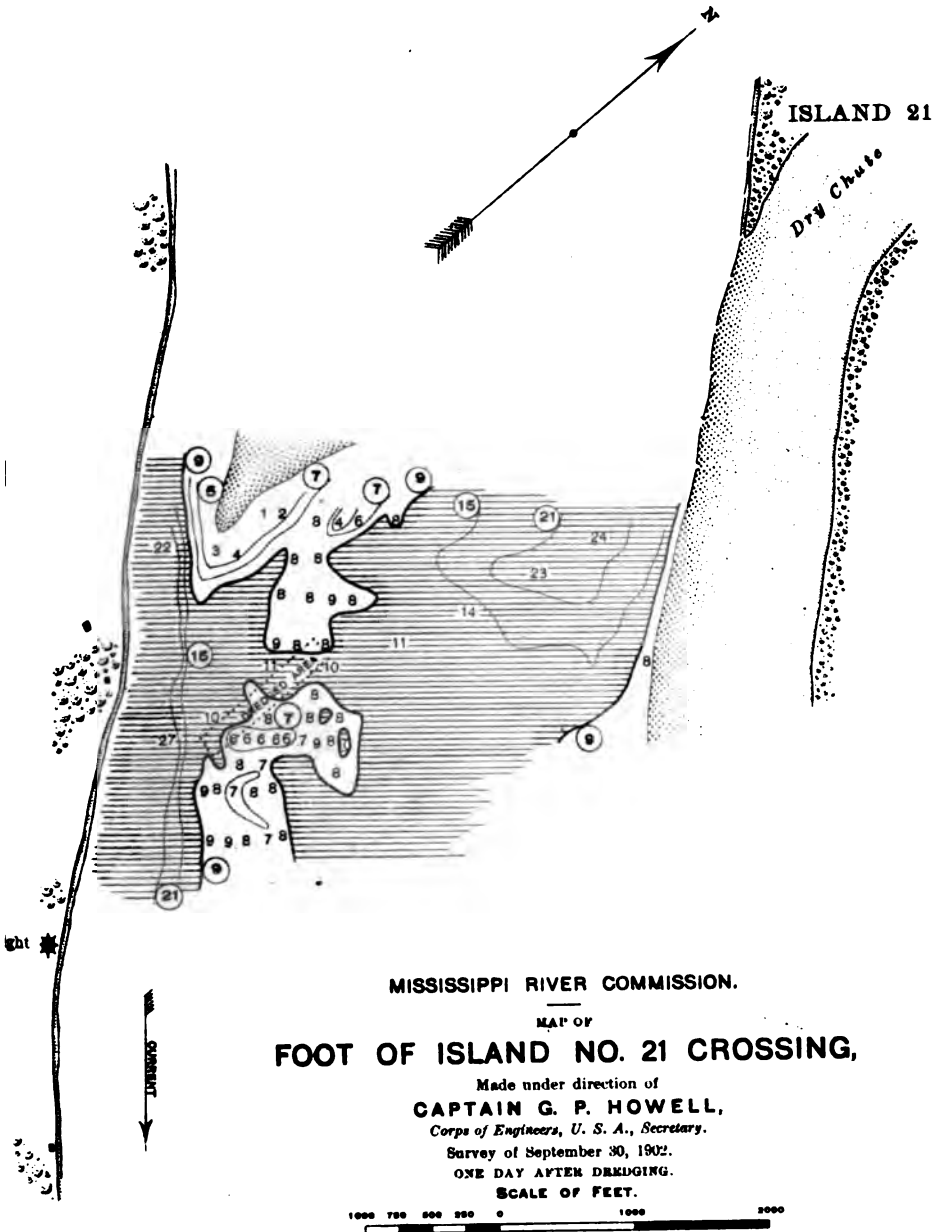 N
ISLAND 21
Dry Chute
9
5
7
7
9
15
21
1 2
8
4 6
8
22
3 4
24
8 8
23
8 8 9 8
14
9 8 8
11
15
11
10
8
DREDGED AREA
8
10
8
7
8
8
27
6 6 6 6 6 7 9 8
9
8 7
8
9 8 7 8 8
9 9 8 7 8
9
21
ght
CURRENT
MISSISSIPPI RIVER COMMISSION.
MAP OF
FOOT OF ISLAND NO. 21 CROSSING,
Made under direction of
CAPTAIN G. P. HOWELL,
Corps of Engineers, U. S. A., Secretary.
Survey of September 30, 1902.
ONE DAY AFTER DREDGING.
SCALE OF FEET.
1000 750 500 250 0 1000 2000